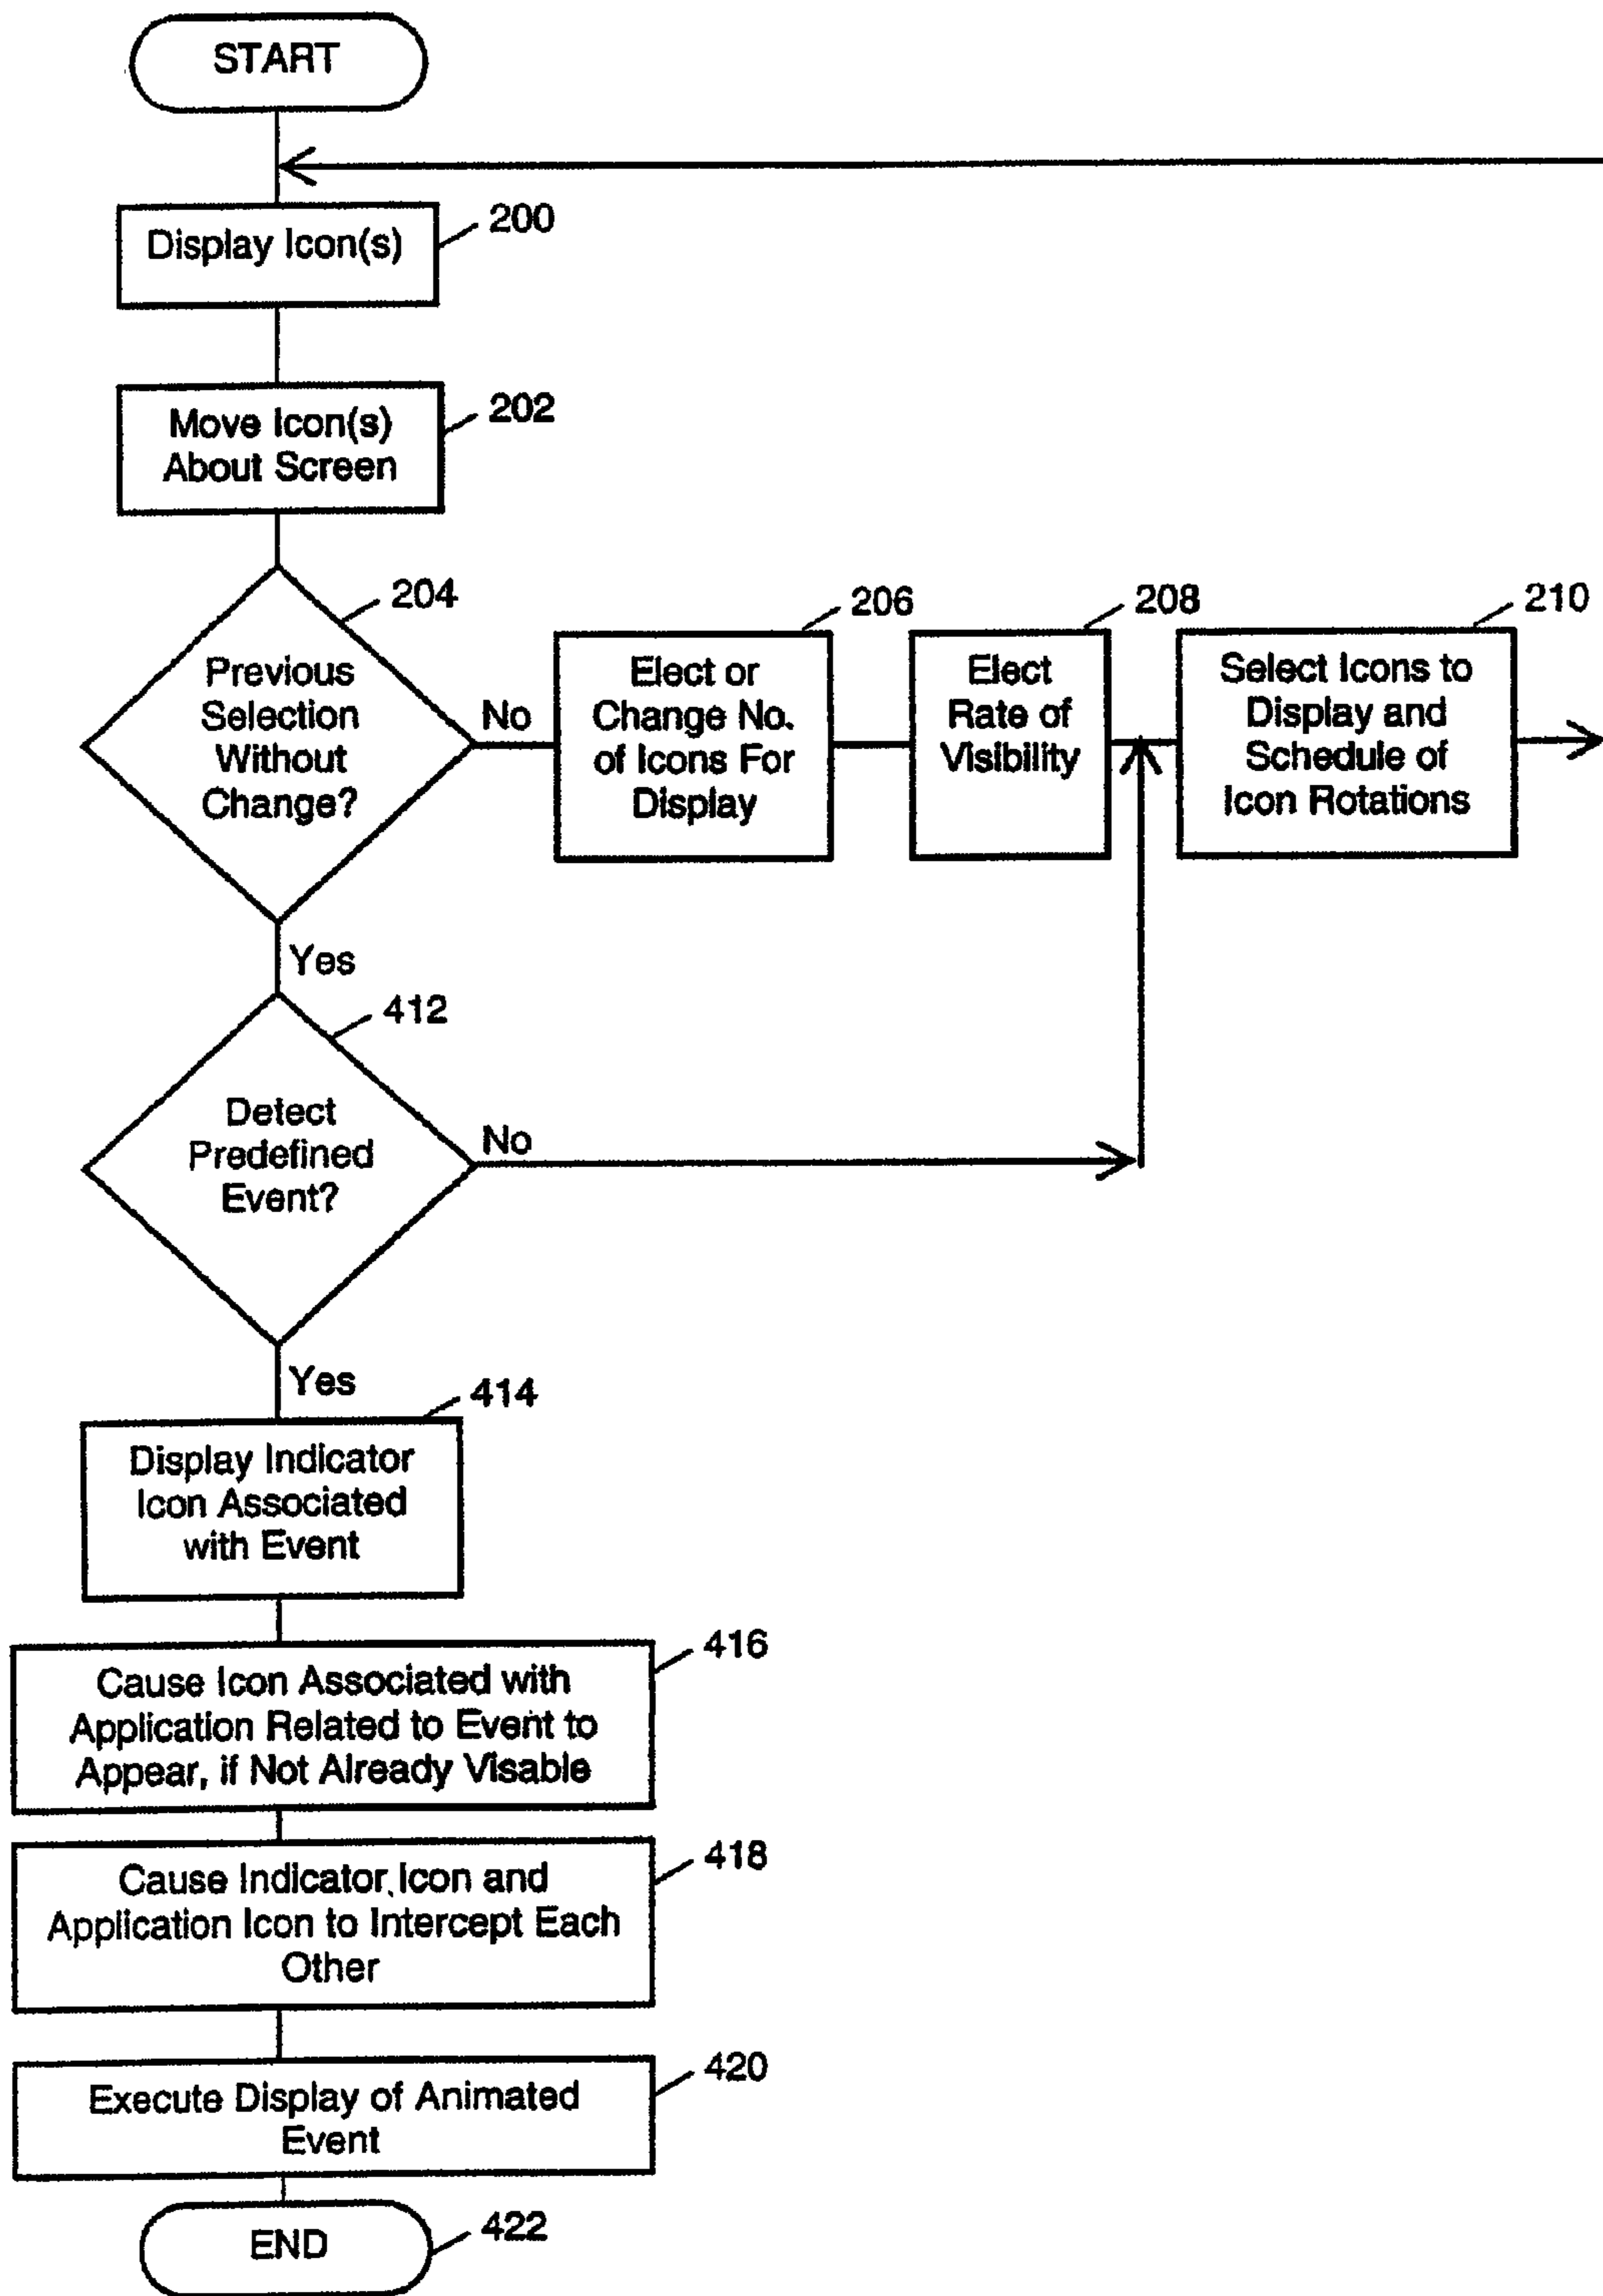 START
200
Display Icon(s)
202
Move Icon(s)
About Screen
204
Previous
Selection
Without
Change?
No
206
Elect or
Change No.
of Icons For
Display
208
Elect
Rate of
Visibility
210
Select Icons to
Display and
Schedule of
Icon Rotations
Yes
412
Detect
Predefined
Event?
No
Yes
414
Display Indicator
Icon Associated
with Event
416
Cause Icon Associated with
Application Related to Event to
Appear, if Not Already Visable
418
Cause Indicator Icon and
Application Icon to Intercept Each
Other
420
Execute Display of Animated
Event
END
422